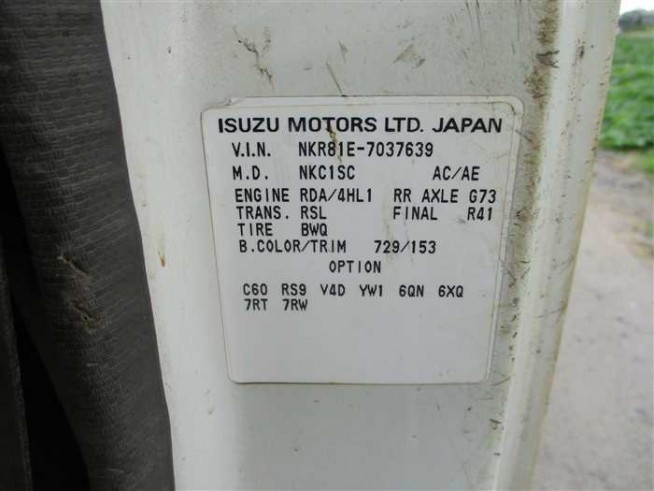 ISUZU MOTORS LTD. JAPAN
V.I.N. NKR81E-7037639
M.D. NKC1SC AC/AE
ENGINE RDA/4HL1 RR AXLE G73
TRANS. RSL FINAL R41
TIRE BWQ
B.COLOR/TRIM 729/153
OPTION
C60 RS9 V4D YW1 6QN 6XQ
7RT 7RW